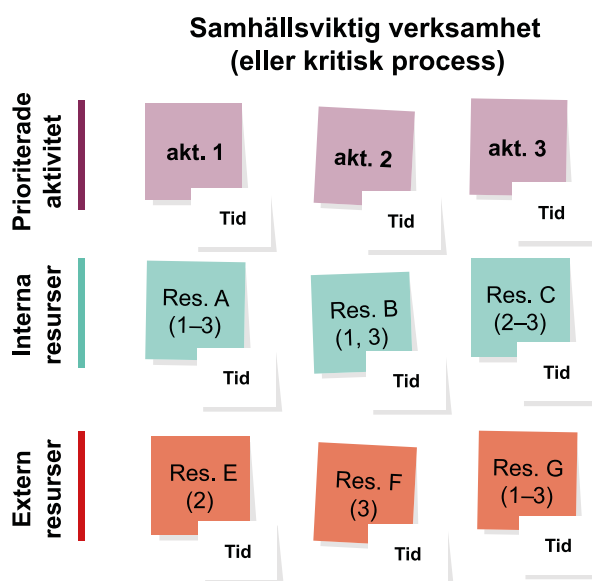 Samhällsviktig verksamhet
(eller kritisk process)
Prioriterade
aktivitet
akt. 1
akt. 2
akt. 3
Tid
Tid
Tid
Interna
resurser
Res. A
(1–3)
Res. B
(1, 3)
Res. C
(2–3)
Tid
Tid
Tid
Extern
resurser
Res. E
(2)
Res. F
(3)
Res. G
(1–3)
Tid
Tid
Tid